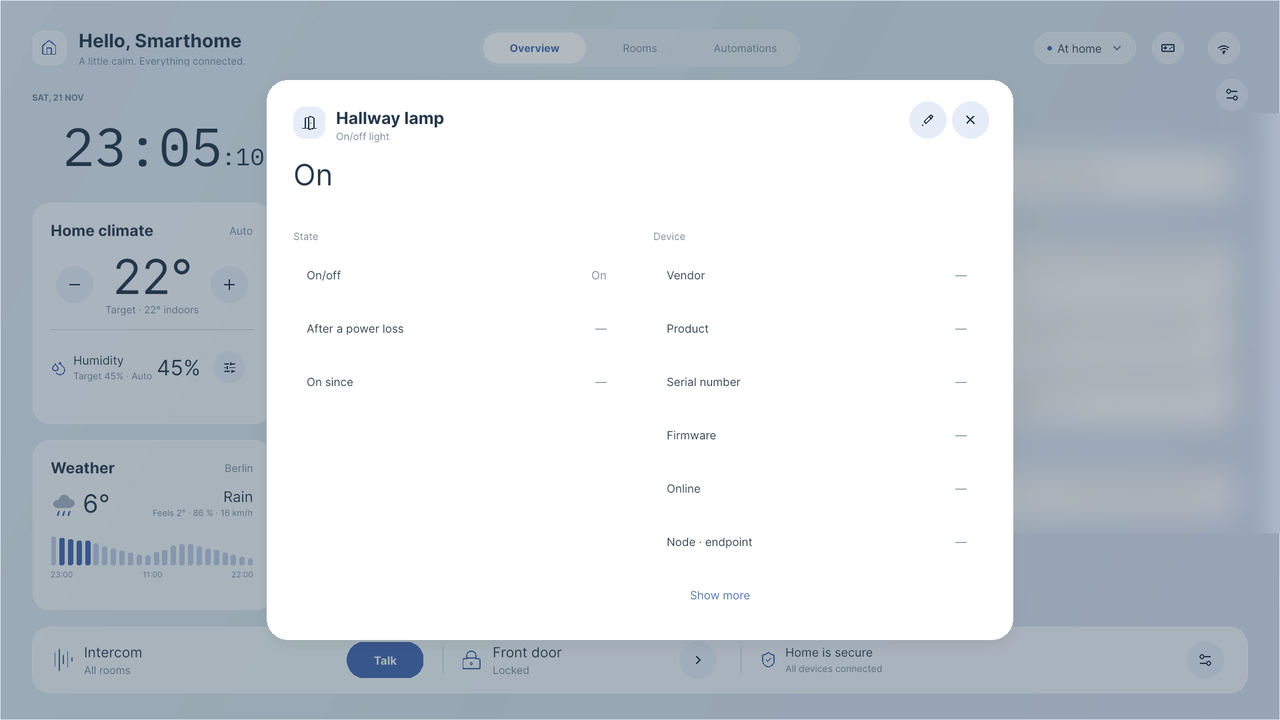 Hello, Smarthome
A little calm. Everything connected.
Overview
Rooms
Automations
At home
SAT, 21 NOV
23:05:10
Hallway lamp
On/off light
On
State
On/off On
After a power loss —
On since —
Device
Vendor —
Product —
Serial number —
Firmware —
Online —
Node · endpoint —
Show more
Home climate Auto
22°
Target · 22° indoors
Humidity
Target 45% · Auto
45%
Weather Berlin
6°
Rain
Feels 2° · 86 % · 16 km/h
23:00 11:00 22:00
Intercom
All rooms
Talk
Front door
Locked
Home is secure
All devices connected